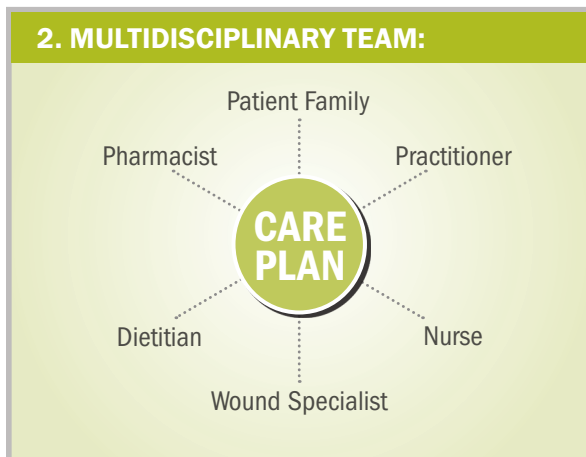 2. MULTIDISCIPLINARY TEAM:
Patient Family
Pharmacist
Practitioner
CARE
PLAN
Dietitian
Nurse
Wound Specialist